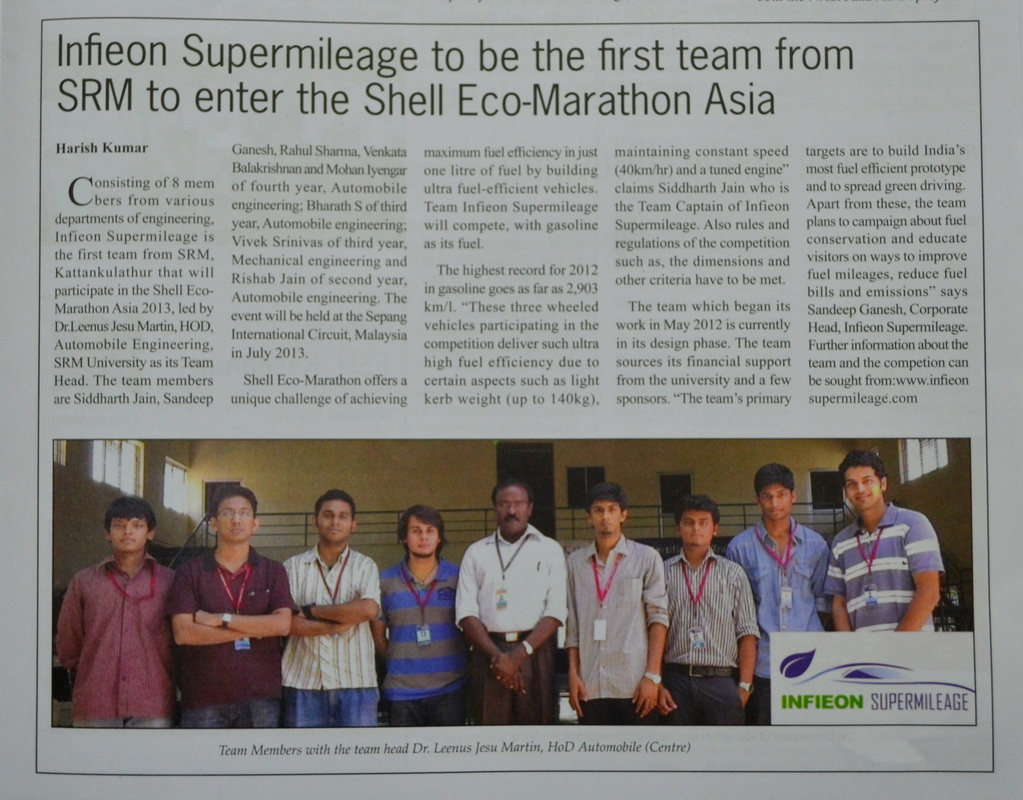 Infieon Supermileage to be the first team from
SRM to enter the Shell Eco-Marathon Asia
Harish Kumar
Consisting of 8 mem
bers from various
departments of engineering,
Infieon Supermileage is
the first team from SRM,
Kattankulathur that will
participate in the Shell Eco-
Marathon Asia 2013, led by
Dr.Leenus Jesu Martin, HOD,
Automobile Engineering,
SRM University as its Team
Head. The team members
are Siddharth Jain, Sandeep
Ganesh, Rahul Sharma, Venkata
Balakrishnan and Mohan Iyengar
of fourth year, Automobile
engineering; Bharath S of third
year, Automobile engineering;
Vivek Srinivas of third year,
Mechanical engineering and
Rishab Jain of second year,
Automobile engineering. The
event will be held at the Sepang
International Circuit, Malaysia
in July 2013.
Shell Eco-Marathon offers a
unique challenge of achieving
maximum fuel efficiency in just
one litre of fuel by building
ultra fuel-efficient vehicles.
Team Infieon Supermileage
will compete, with gasoline
as its fuel.
The highest record for 2012
in gasoline goes as far as 2,903
km/l. “These three wheeled
vehicles participating in the
competition deliver such ultra
high fuel efficiency due to
certain aspects such as light
kerb weight (up to 140kg),
maintaining constant speed
(40km/hr) and a tuned engine”
claims Siddharth Jain who is
the Team Captain of Infieon
Supermileage. Also rules and
regulations of the competition
such as, the dimensions and
other criteria have to be met.
The team which began its
work in May 2012 is currently
in its design phase. The team
sources its financial support
from the university and a few
sponsors. “The team’s primary
targets are to build India’s
most fuel efficient prototype
and to spread green driving.
Apart from these, the team
plans to campaign about fuel
conservation and educate
visitors on ways to improve
fuel mileages, reduce fuel
bills and emissions” says
Sandeep Ganesh, Corporate
Head, Infieon Supermileage.
Further information about the
team and the competion can
be sought from:www.infieon
supermileage.com
INFIEON SUPERMILEAGE
Team Members with the team head Dr. Leenus Jesu Martin, HoD Automobile (Centre)